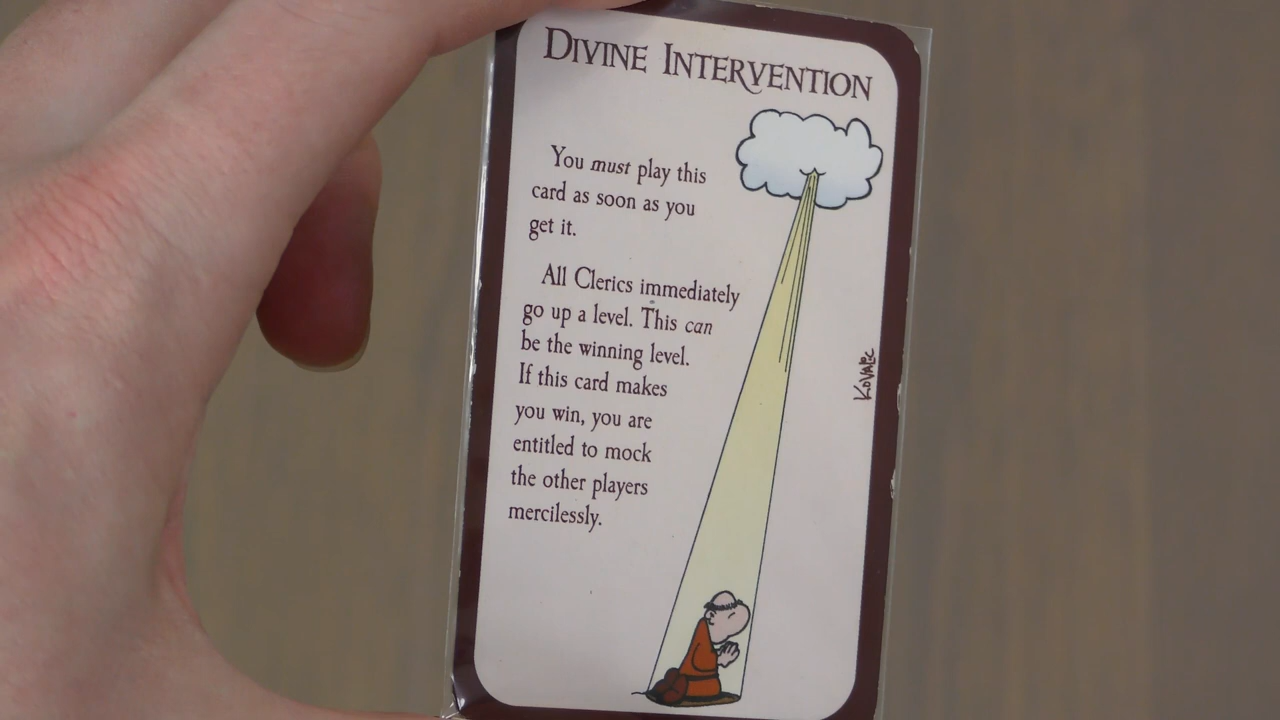 DIVINE INTERVENTION
You must play this
card as soon as you
get it.
All Clerics immediately
go up a level. This can
be the winning level.
If this card makes
you win, you are
entitled to mock
the other players
mercilessly.
KOVALIC